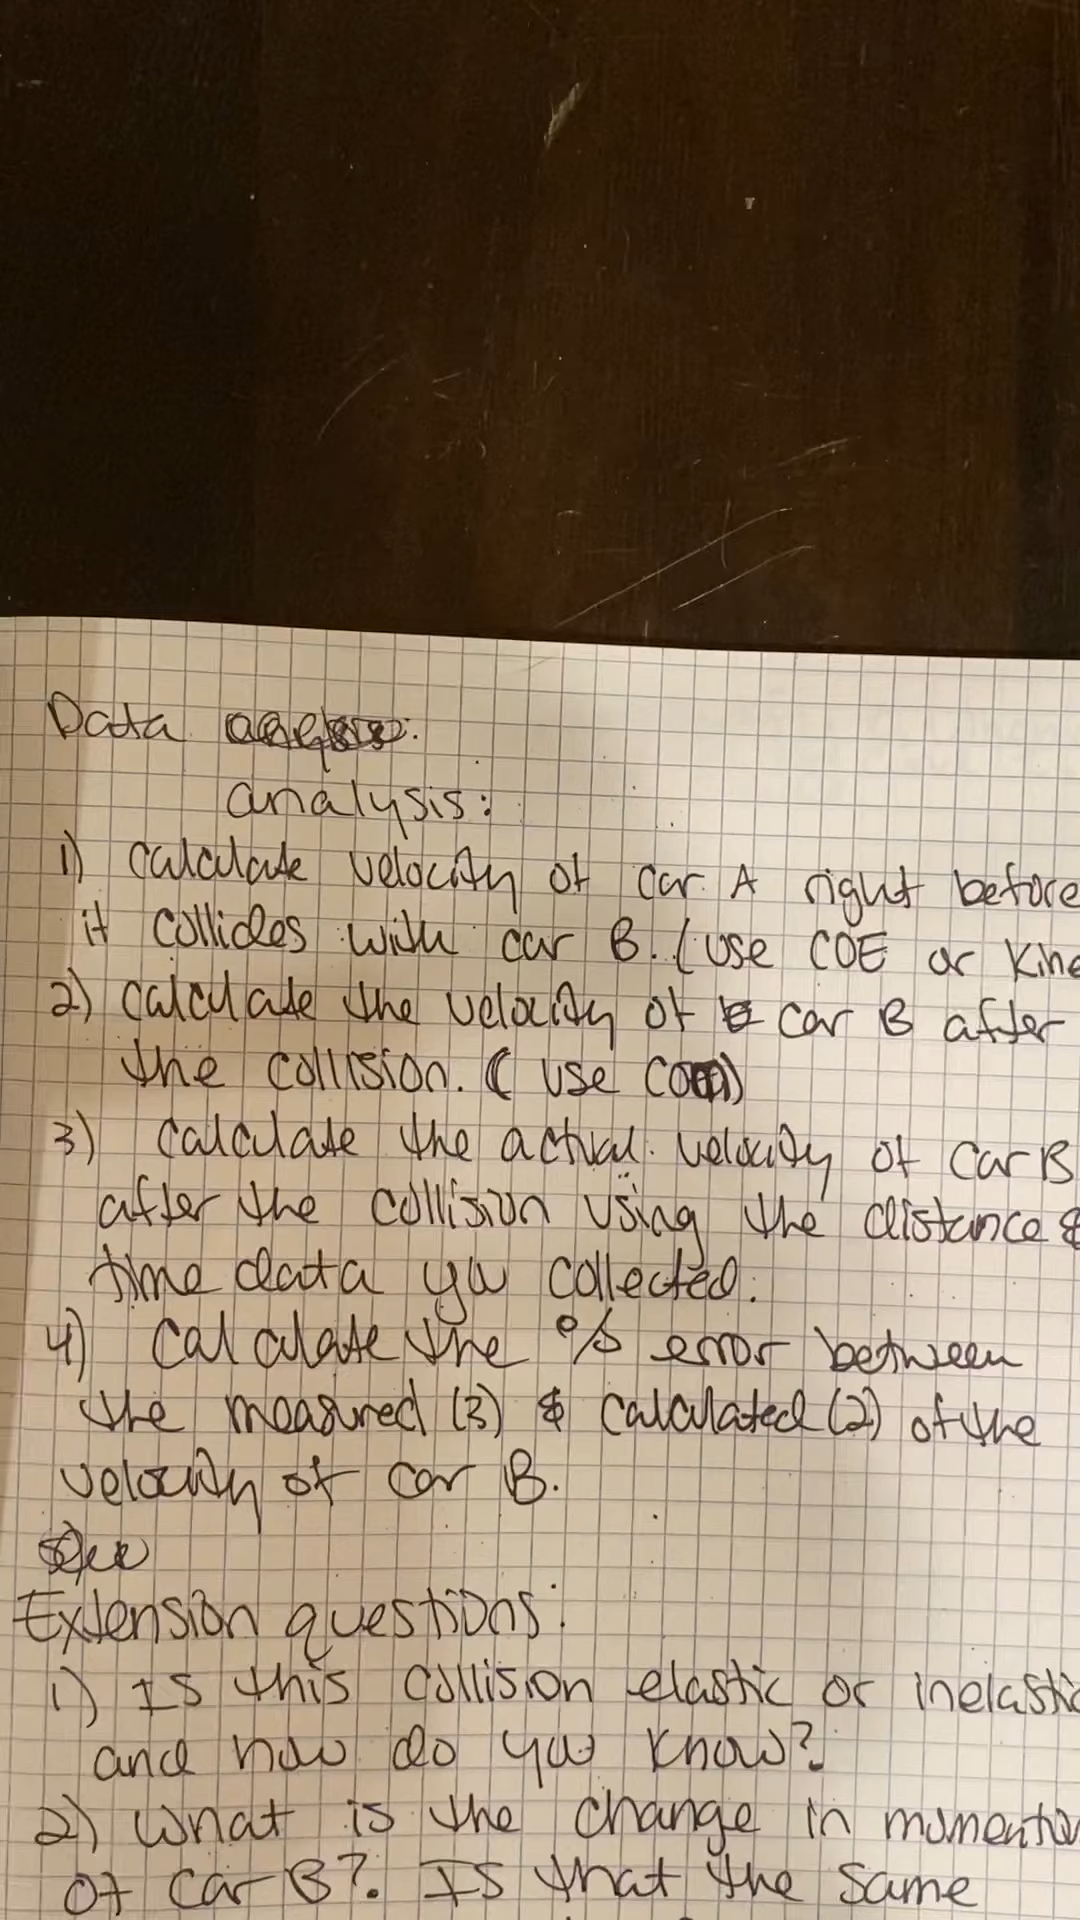 Data
analysis:
1) Calculate velocity of car A right before
it collides with car B. (use COE or Kine
2) Calculate the velocity of car B after
the collision. (use COM)
3) Calculate the actual velocity of car B
after the collision using the distance &
time data you collected.
4) Calculate the % error between
the measured (3) & calculated (2) of the
velocity of car B.
Extension questions:
1) Is this collision elastic or inelastic
and how do you know?
2) What is the change in momentu
of car B? Is that the same